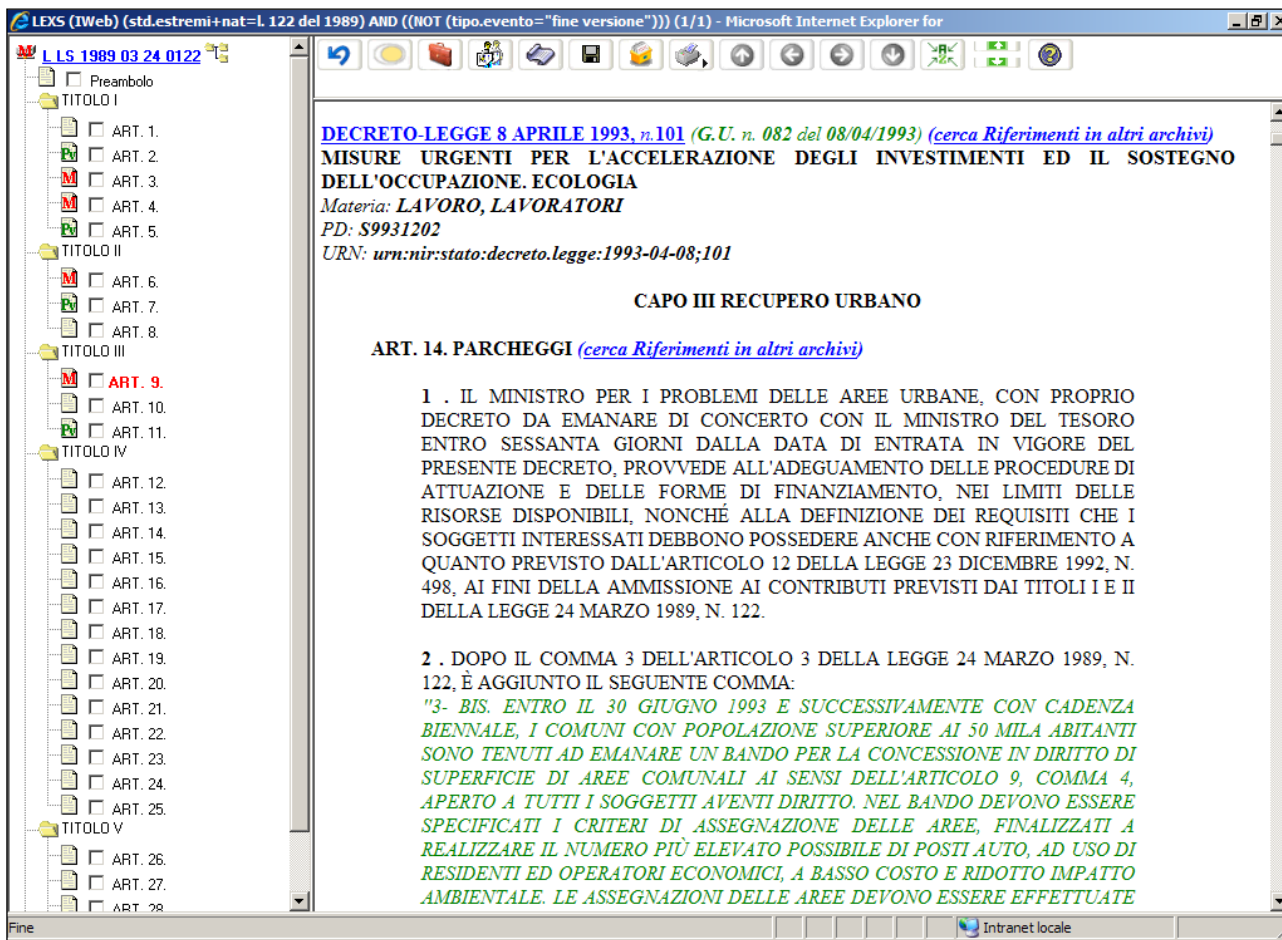 LEXS (IWeb) (std.estremi+nat=l. 122 del 1989) AND ((NOT (tipo.evento="fine versione"))) (1/1) - Microsoft Internet Explorer for
L LS 1989 03 24 0122
Preambolo
TITOLO I
ART. 1.
Pv ART. 2.
M ART. 3.
M ART. 4.
Pv ART. 5.
TITOLO II
M ART. 6.
Pv ART. 7.
ART. 8.
TITOLO III
M ART. 9.
ART. 10.
Pv ART. 11.
TITOLO IV
ART. 12.
ART. 13.
ART. 14.
ART. 15.
ART. 16.
ART. 17.
ART. 18.
ART. 19.
ART. 20.
ART. 21.
ART. 22.
ART. 23.
ART. 24.
ART. 25.
TITOLO V
ART. 26.
ART. 27.
ART. 28
DECRETO-LEGGE 8 APRILE 1993, n.101 (G.U. n. 082 del 08/04/1993) (cerca Riferimenti in altri archivi)
MISURE URGENTI PER L'ACCELERAZIONE DEGLI INVESTIMENTI ED IL SOSTEGNO
DELL'OCCUPAZIONE. ECOLOGIA
Materia: LAVORO, LAVORATORI
PD: S9931202
URN: urn:nir:stato:decreto.legge:1993-04-08;101
CAPO III RECUPERO URBANO
ART. 14. PARCHEGGI (cerca Riferimenti in altri archivi)
1 . IL MINISTRO PER I PROBLEMI DELLE AREE URBANE, CON PROPRIO
DECRETO DA EMANARE DI CONCERTO CON IL MINISTRO DEL TESORO
ENTRO SESSANTA GIORNI DALLA DATA DI ENTRATA IN VIGORE DEL
PRESENTE DECRETO, PROVVEDE ALL'ADEGUAMENTO DELLE PROCEDURE DI
ATTUAZIONE E DELLE FORME DI FINANZIAMENTO, NEI LIMITI DELLE
RISORSE DISPONIBILI, NONCHÉ ALLA DEFINIZIONE DEI REQUISITI CHE I
SOGGETTI INTERESSATI DEBBONO POSSEDERE ANCHE CON RIFERIMENTO A
QUANTO PREVISTO DALL'ARTICOLO 12 DELLA LEGGE 23 DICEMBRE 1992, N.
498, AI FINI DELLA AMMISSIONE AI CONTRIBUTI PREVISTI DAI TITOLI I E II
DELLA LEGGE 24 MARZO 1989, N. 122.
2 . DOPO IL COMMA 3 DELL'ARTICOLO 3 DELLA LEGGE 24 MARZO 1989, N.
122, È AGGIUNTO IL SEGUENTE COMMA:
"3- BIS. ENTRO IL 30 GIUGNO 1993 E SUCCESSIVAMENTE CON CADENZA
BIENNALE, I COMUNI CON POPOLAZIONE SUPERIORE AI 50 MILA ABITANTI
SONO TENUTI AD EMANARE UN BANDO PER LA CONCESSIONE IN DIRITTO DI
SUPERFICIE DI AREE COMUNALI AI SENSI DELL'ARTICOLO 9, COMMA 4,
APERTO A TUTTI I SOGGETTI AVENTI DIRITTO. NEL BANDO DEVONO ESSERE
SPECIFICATI I CRITERI DI ASSEGNAZIONE DELLE AREE, FINALIZZATI A
REALIZZARE IL NUMERO PIÙ ELEVATO POSSIBILE DI POSTI AUTO, AD USO DI
RESIDENTI ED OPERATORI ECONOMICI, A BASSO COSTO E RIDOTTO IMPATTO
AMBIENTALE. LE ASSEGNAZIONI DELLE AREE DEVONO ESSERE EFFETTUATE
Fine
Intranet locale